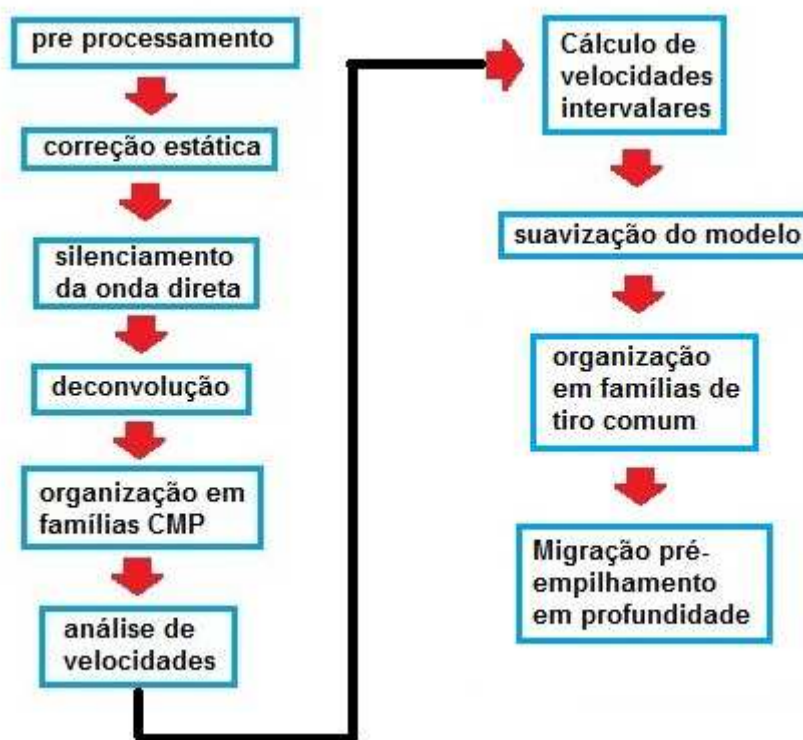 pre processamento
correção estática
silenciamento
da onda direta
deconvolução
organização em
famílias CMP
análise de
velocidades
Cálculo de
velocidades
intervalares
suavização do modelo
organização
em famílias de
tiro comum
Migração pré-
empilhamento
em profundidade